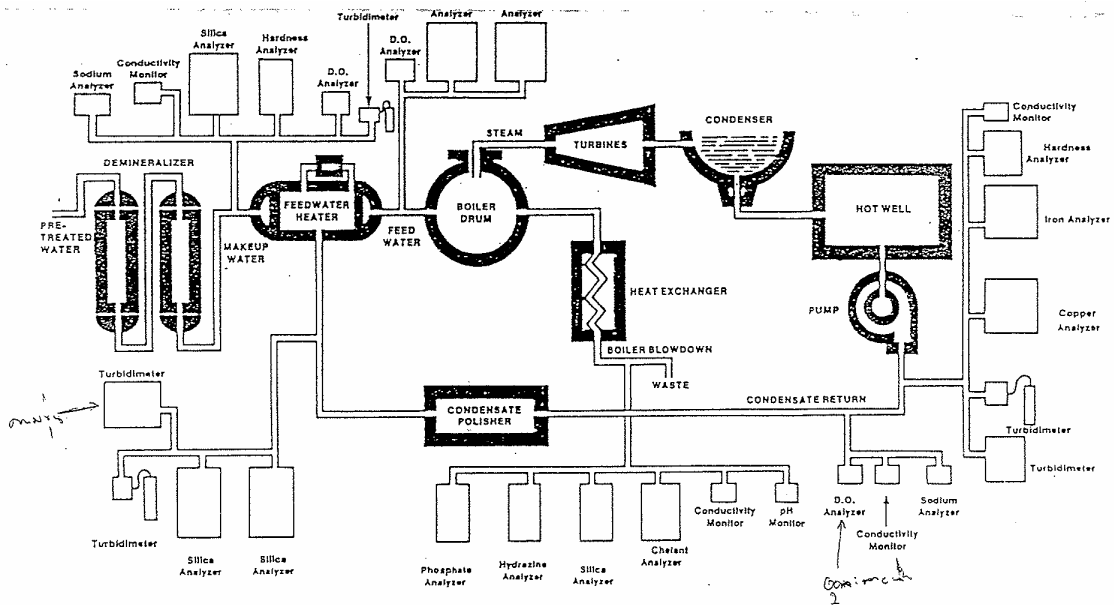 Turbidimeter
Silica
Analyzer
Hardness
Analyzer
D.O.
Analyzer
Analyzer
Analyzer
Sodium
Analyzer
Conductivity
Monitor
D.O.
Analyzer
DEMINERALIZER
PRE-
TREATED
WATER
MAKEUP
WATER
FEEDWATER
HEATER
FEED
WATER
BOILER
DRUM
STEAM
TURBIKES
CONDENSER
HOT WELL
PUMP
HEAT EXCHANGER
BOILER BLOWDOWN
WASTE
CONDENSATE RETURN
CONDENSATE
POLISHER
Conductivity
Monitor
Hardness
Analyzer
Iron Analyzer
Copper
Analyzer
Turbidimeter
Turbidimeter
Turbidimeter
Turbidimeter
Silica
Analyzer
Silica
Analyzer
Phosphate
Analyzer
Hydrazine
Analyzer
Silica
Analyzer
Chelant
Analyzer
Conductivity
Monitor
pH
Monitor
D.O.
Analyzer
Conductivity
Monitor
Sodium
Analyzer
2